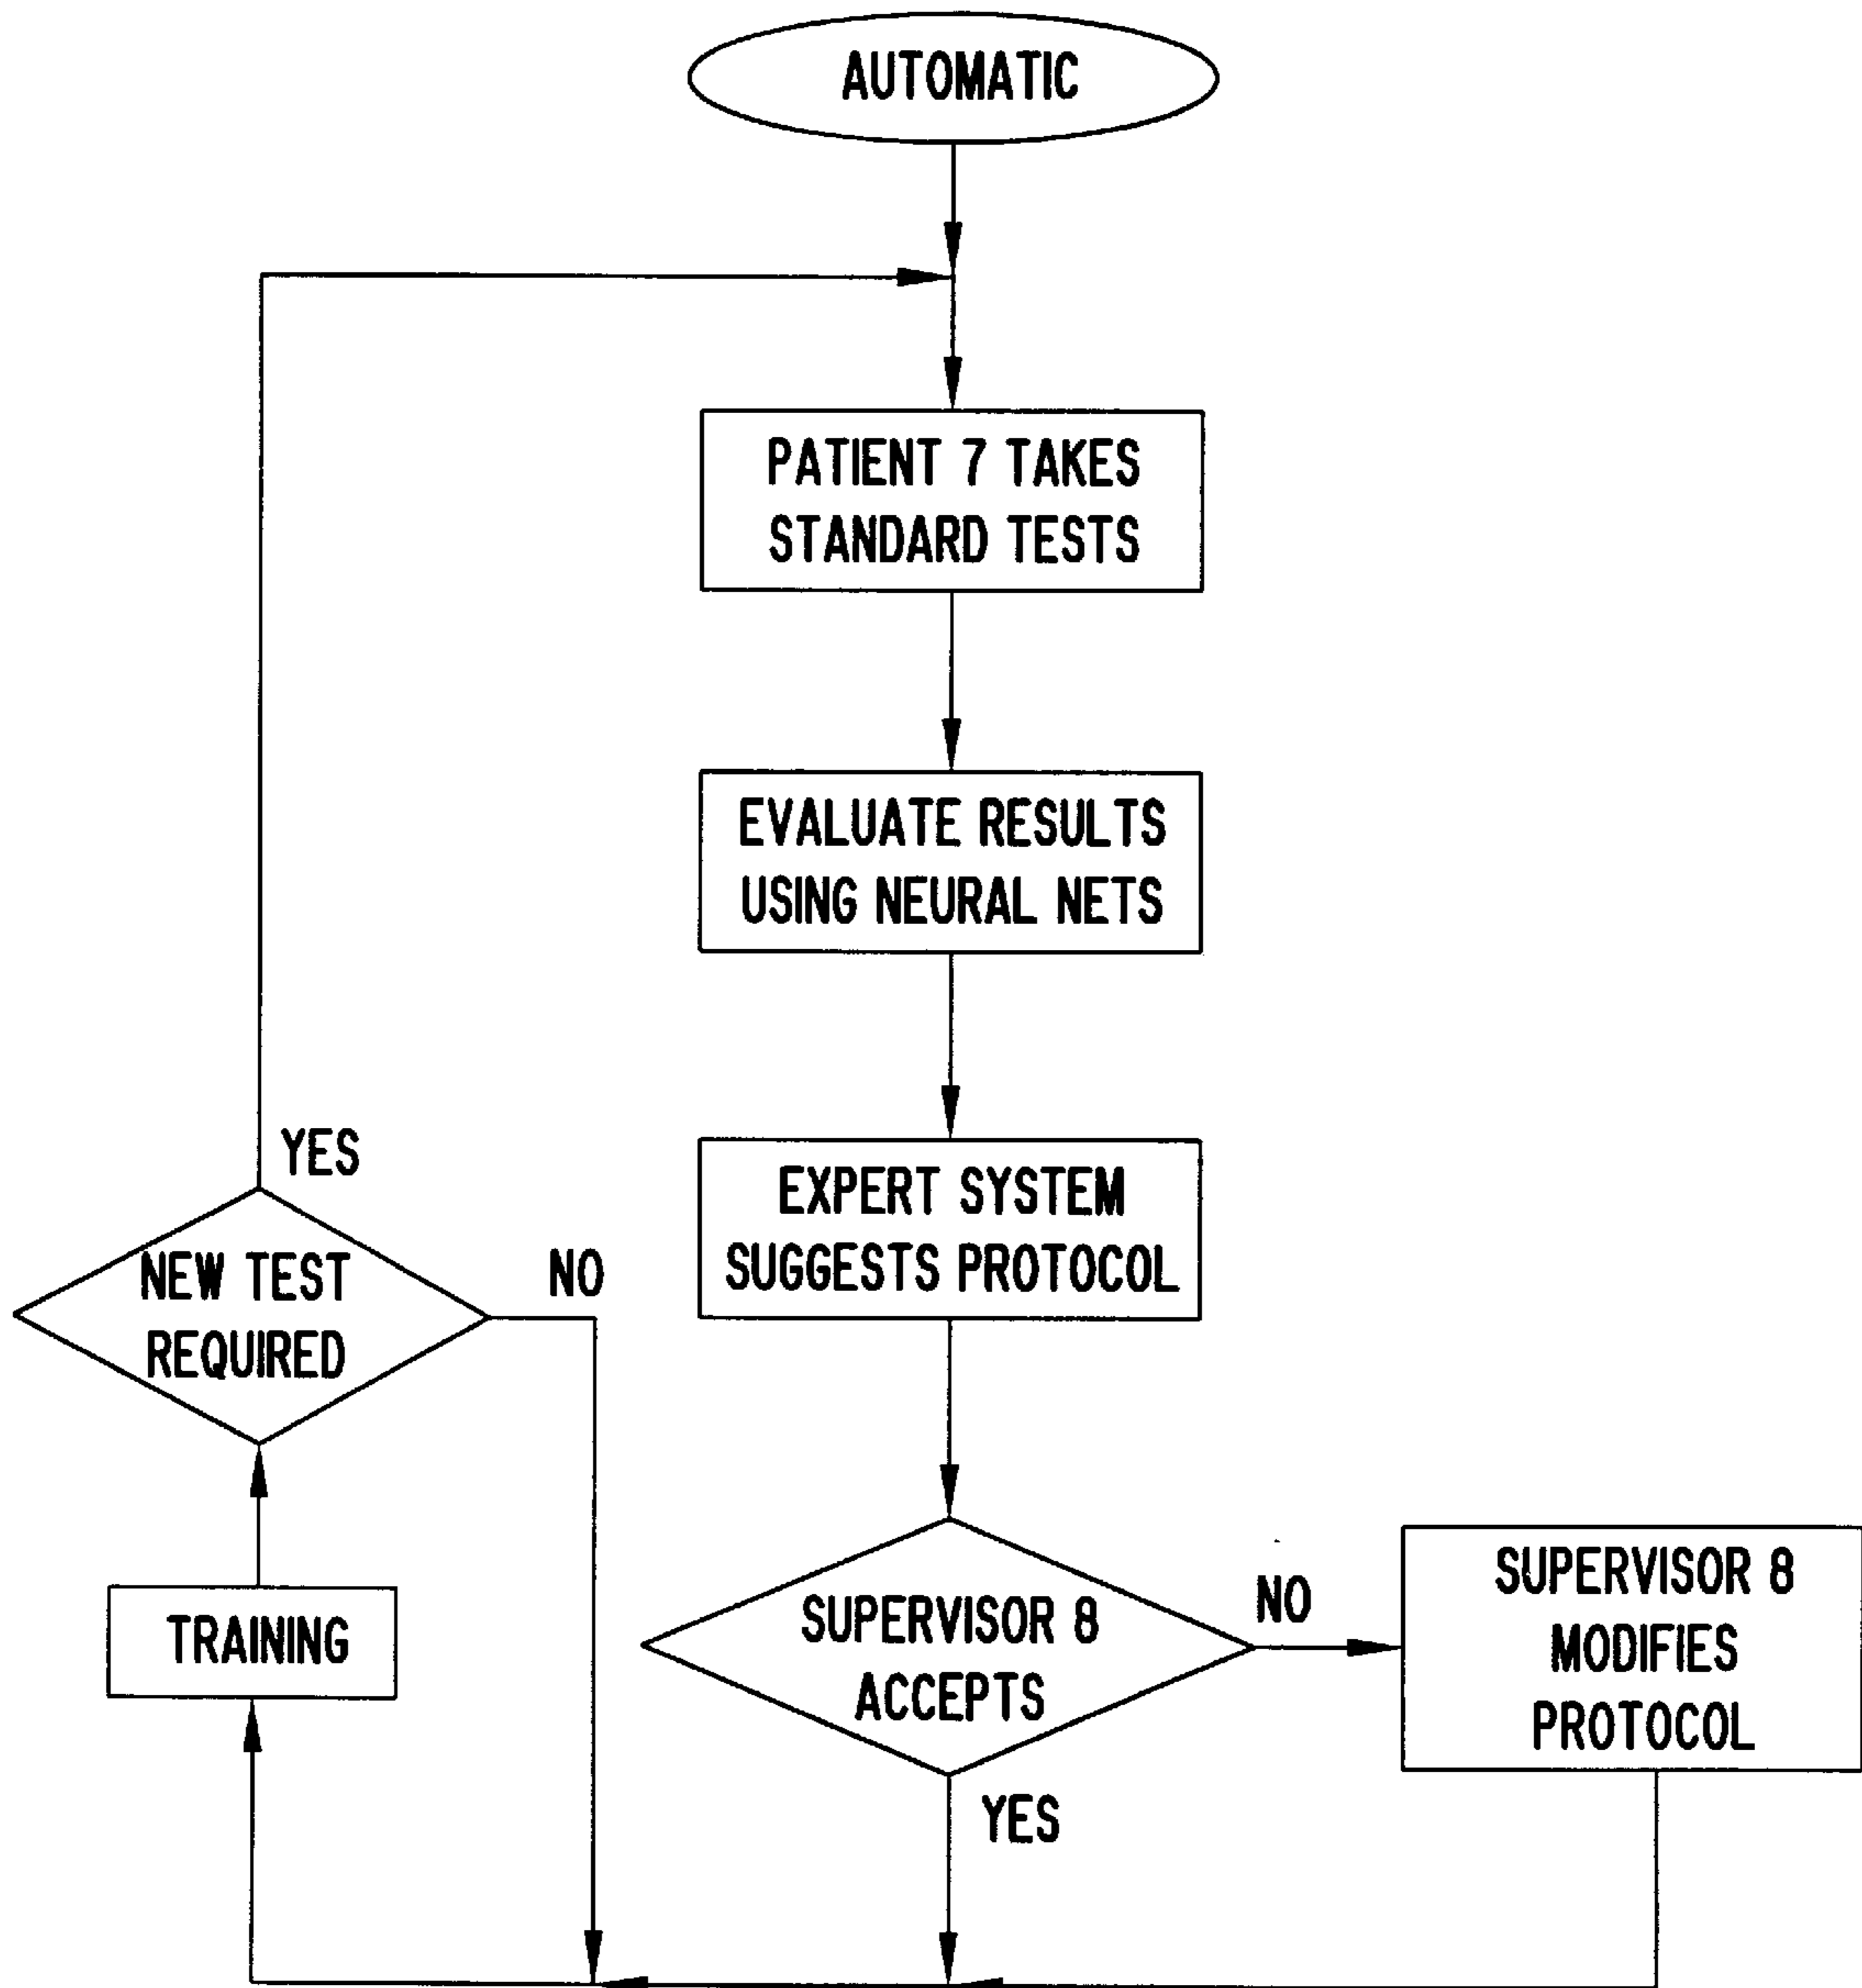 AUTOMATIC
PATIENT 7 TAKES
STANDARD TESTS
EVALUATE RESULTS
USING NEURAL NETS
EXPERT SYSTEM
SUGGESTS PROTOCOL
YES
NEW TEST
REQUIRED
NO
TRAINING
SUPERVISOR 8
ACCEPTS
NO
YES
SUPERVISOR 8
MODIFIES
PROTOCOL